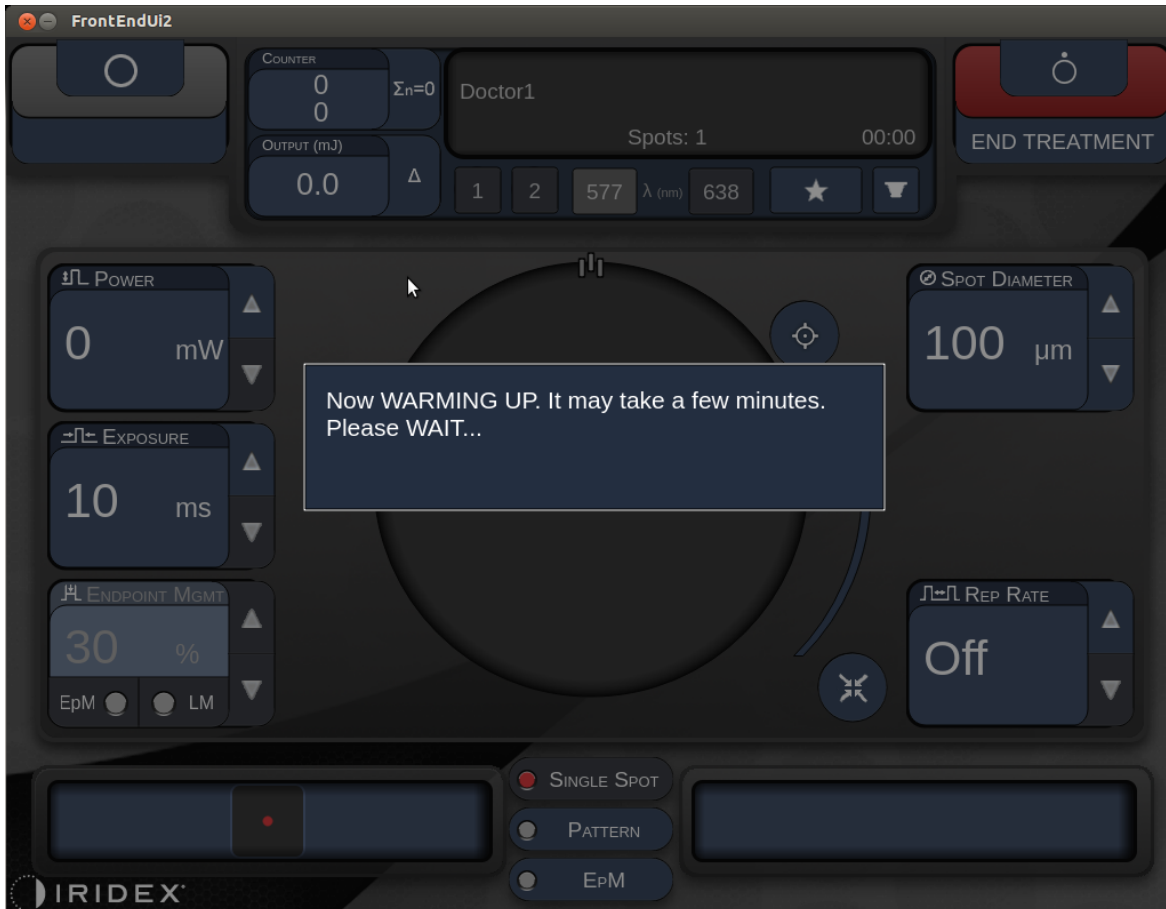 FrontEndUi2
COUNTER
0
0
Σn=0
OUTPUT (mJ)
0.0
Δ
Doctor1
Spots: 1 00:00
1 2 577 λ (nm) 638
END TREATMENT
POWER
0 mW
EXPOSURE
10 ms
ENDPOINT MGMT
30 %
EpM LM
Now WARMING UP. It may take a few minutes.
Please WAIT...
SPOT DIAMETER
100 µm
REP RATE
Off
SINGLE SPOT
PATTERN
EPM
IRIDEX